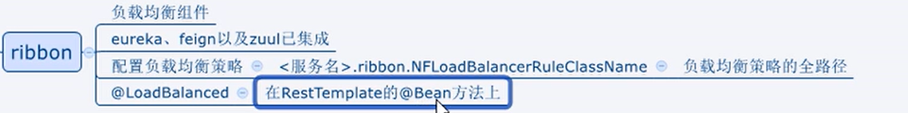 负载均衡组件
eureka、feign以及zuul已集成
ribbon
配置负载均衡策略 <服务名>.ribbon.NFLoadBalancerRuleClassName 负载均衡策略的全路径
@LoadBalanced 在RestTemplate的@Bean方法上